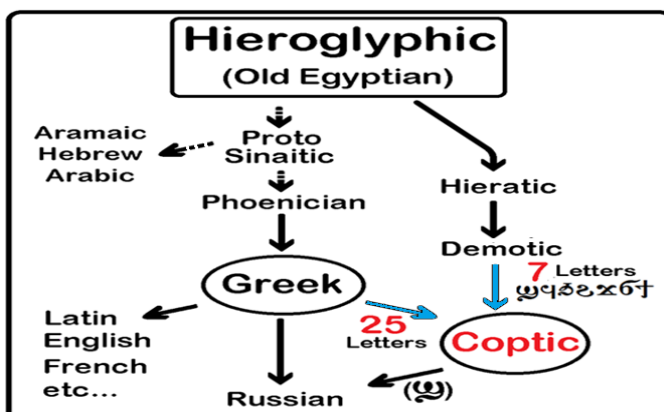 Hieroglyphic
(Old Egyptian)
Aramaic
Hebrew
Arabic
Proto
Sinaitic
Phoenician
Hieratic
Demotic
7 Letters
ϣϥϧϩϫϭϯ
Greek
25
Letters
Coptic
Latin
English
French
etc...
Russian
(ϣ)